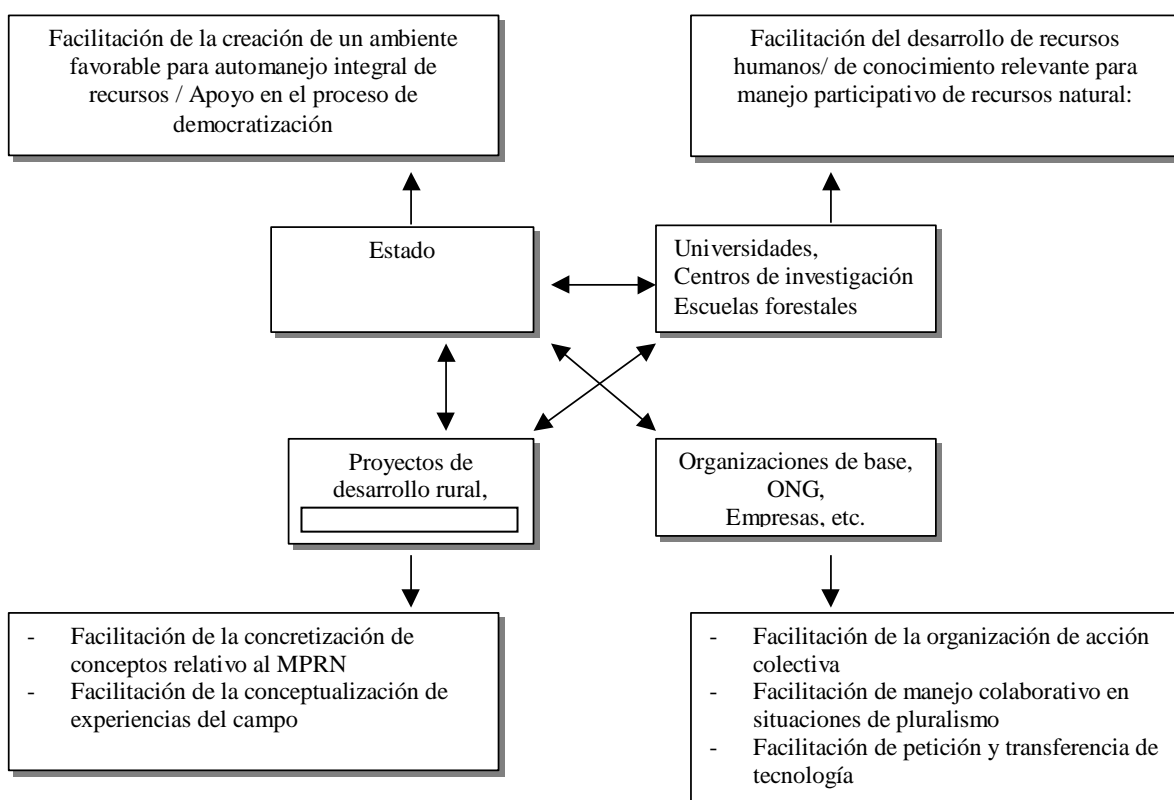 Facilitación de la creación de un ambiente
favorable para automanejo integral de
recursos / Apoyo en el proceso de
democratización
Facilitación del desarrollo de recursos
humanos/ de conocimiento relevante para
manejo participativo de recursos natural:
Estado
Universidades,
Centros de investigación
Escuelas forestales
Proyectos de
desarrollo rural,
Organizaciones de base,
ONG,
Empresas, etc.
- Facilitación de la concretización de
conceptos relativo al MPRN
- Facilitación de la conceptualización de
experiencias del campo
- Facilitación de la organización de acción
colectiva
- Facilitación de manejo colaborativo en
situaciones de pluralismo
- Facilitación de petición y transferencia de
tecnología